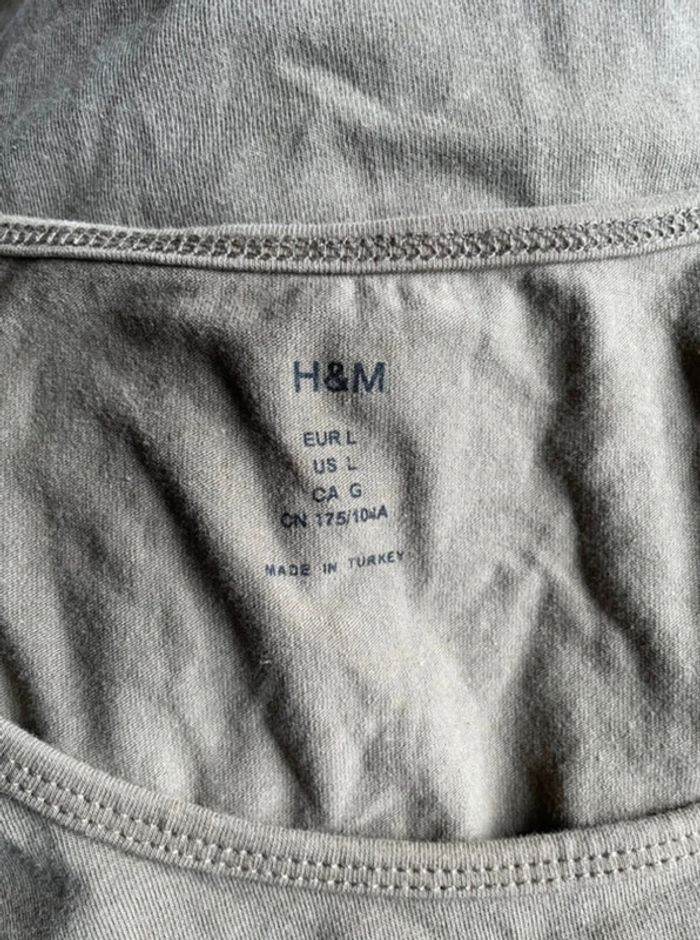 H&M
EUR L
US L
CA G
CN 175/104A
MADE IN TURKEY